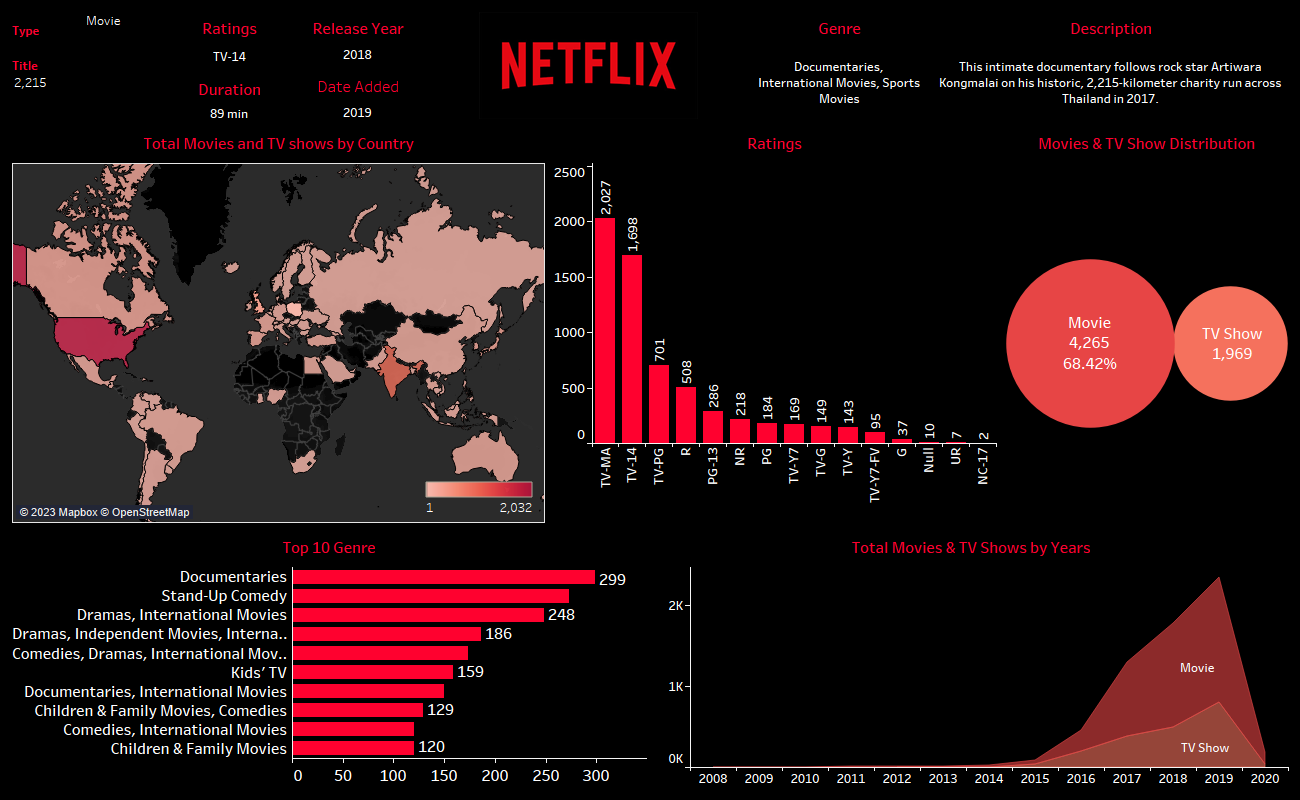 Type
Movie
Title
2,215
Ratings
TV-14
Duration
89 min
Release Year
2018
Date Added
2019
NETFLIX
Genre
Documentaries,
International Movies, Sports
Movies
Description
This intimate documentary follows rock star Artiwara
Kongmalai on his historic, 2,215-kilometer charity run across
Thailand in 2017.
Total Movies and TV shows by Country
1
2,032
© 2023 Mapbox © OpenStreetMap
Ratings
2500
2000
1500
1000
500
0
2,027
1,698
701
508
286
218
184
169
149
143
95
37
10
7
2
TV-MA
TV-14
TV-PG
R
PG-13
NR
PG
TV-Y7
TV-G
TV-Y
TV-Y7-FV
G
Null
UR
NC-17
Movies & TV Show Distribution
Movie
4,265
68.42%
TV Show
1,969
Top 10 Genre
Documentaries
299
Stand-Up Comedy
Dramas, International Movies
248
Dramas, Independent Movies, Interna..
186
Comedies, Dramas, International Mov..
Kids’ TV
159
Documentaries, International Movies
Children & Family Movies, Comedies
129
Comedies, International Movies
Children & Family Movies
120
0 50 100 150 200 250 300
Total Movies & TV Shows by Years
2K
1K
0K
Movie
TV Show
2008 2009 2010 2011 2012 2013 2014 2015 2016 2017 2018 2019 2020